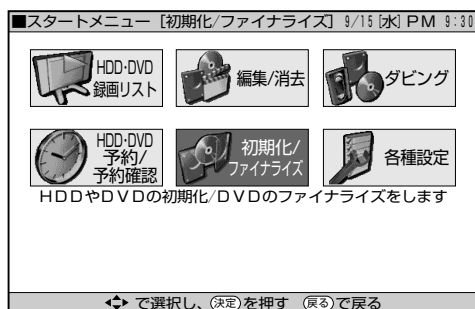 ■スタートメニュー [初期化/ファイナライズ] 9/15[水]PM 9:30
HDD・DVD
録画リスト
編集/消去
ダビング
HDD・DVD
予約/
予約確認
初期化/
ファイナライズ
各種設定
HDDやDVDの初期化/DVDのファイナライズをします
で選択し、決定を押す 戻るで戻る